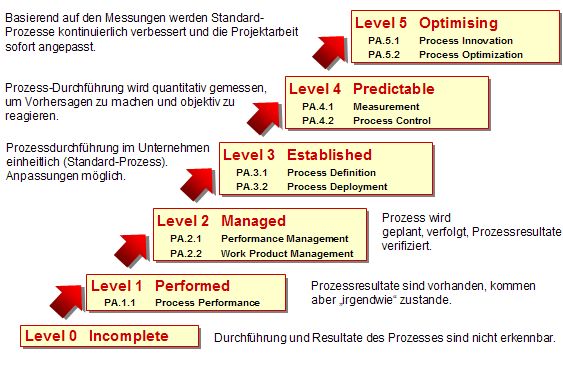 Basierend auf den Messungen werden Standard-
Prozesse kontinuierlich verbessert und die Projektarbeit
sofort angepasst.
Level 5 Optimising
PA.5.1 Process Innovation
PA.5.2 Process Optimization
Prozess-Durchführung wird quantitativ gemessen,
um Vorhersagen zu machen und objektiv zu
reagieren.
Level 4 Predictable
PA.4.1 Measurement
PA.4.2 Process Control
Prozessdurchführung im Unternehmen
einheitlich (Standard-Prozess).
Anpassungen möglich.
Level 3 Established
PA.3.1 Process Definition
PA.3.2 Process Deployment
Level 2 Managed
PA.2.1 Performance Management
PA.2.2 Work Product Management
Prozess wird
geplant, verfolgt, Prozessresultate
verifiziert.
Level 1 Performed
PA.1.1 Process Performance
Prozessresultate sind vorhanden, kommen
aber „irgendwie“ zustande.
Level 0 Incomplete
Durchführung und Resultate des Prozesses sind nicht erkennbar.